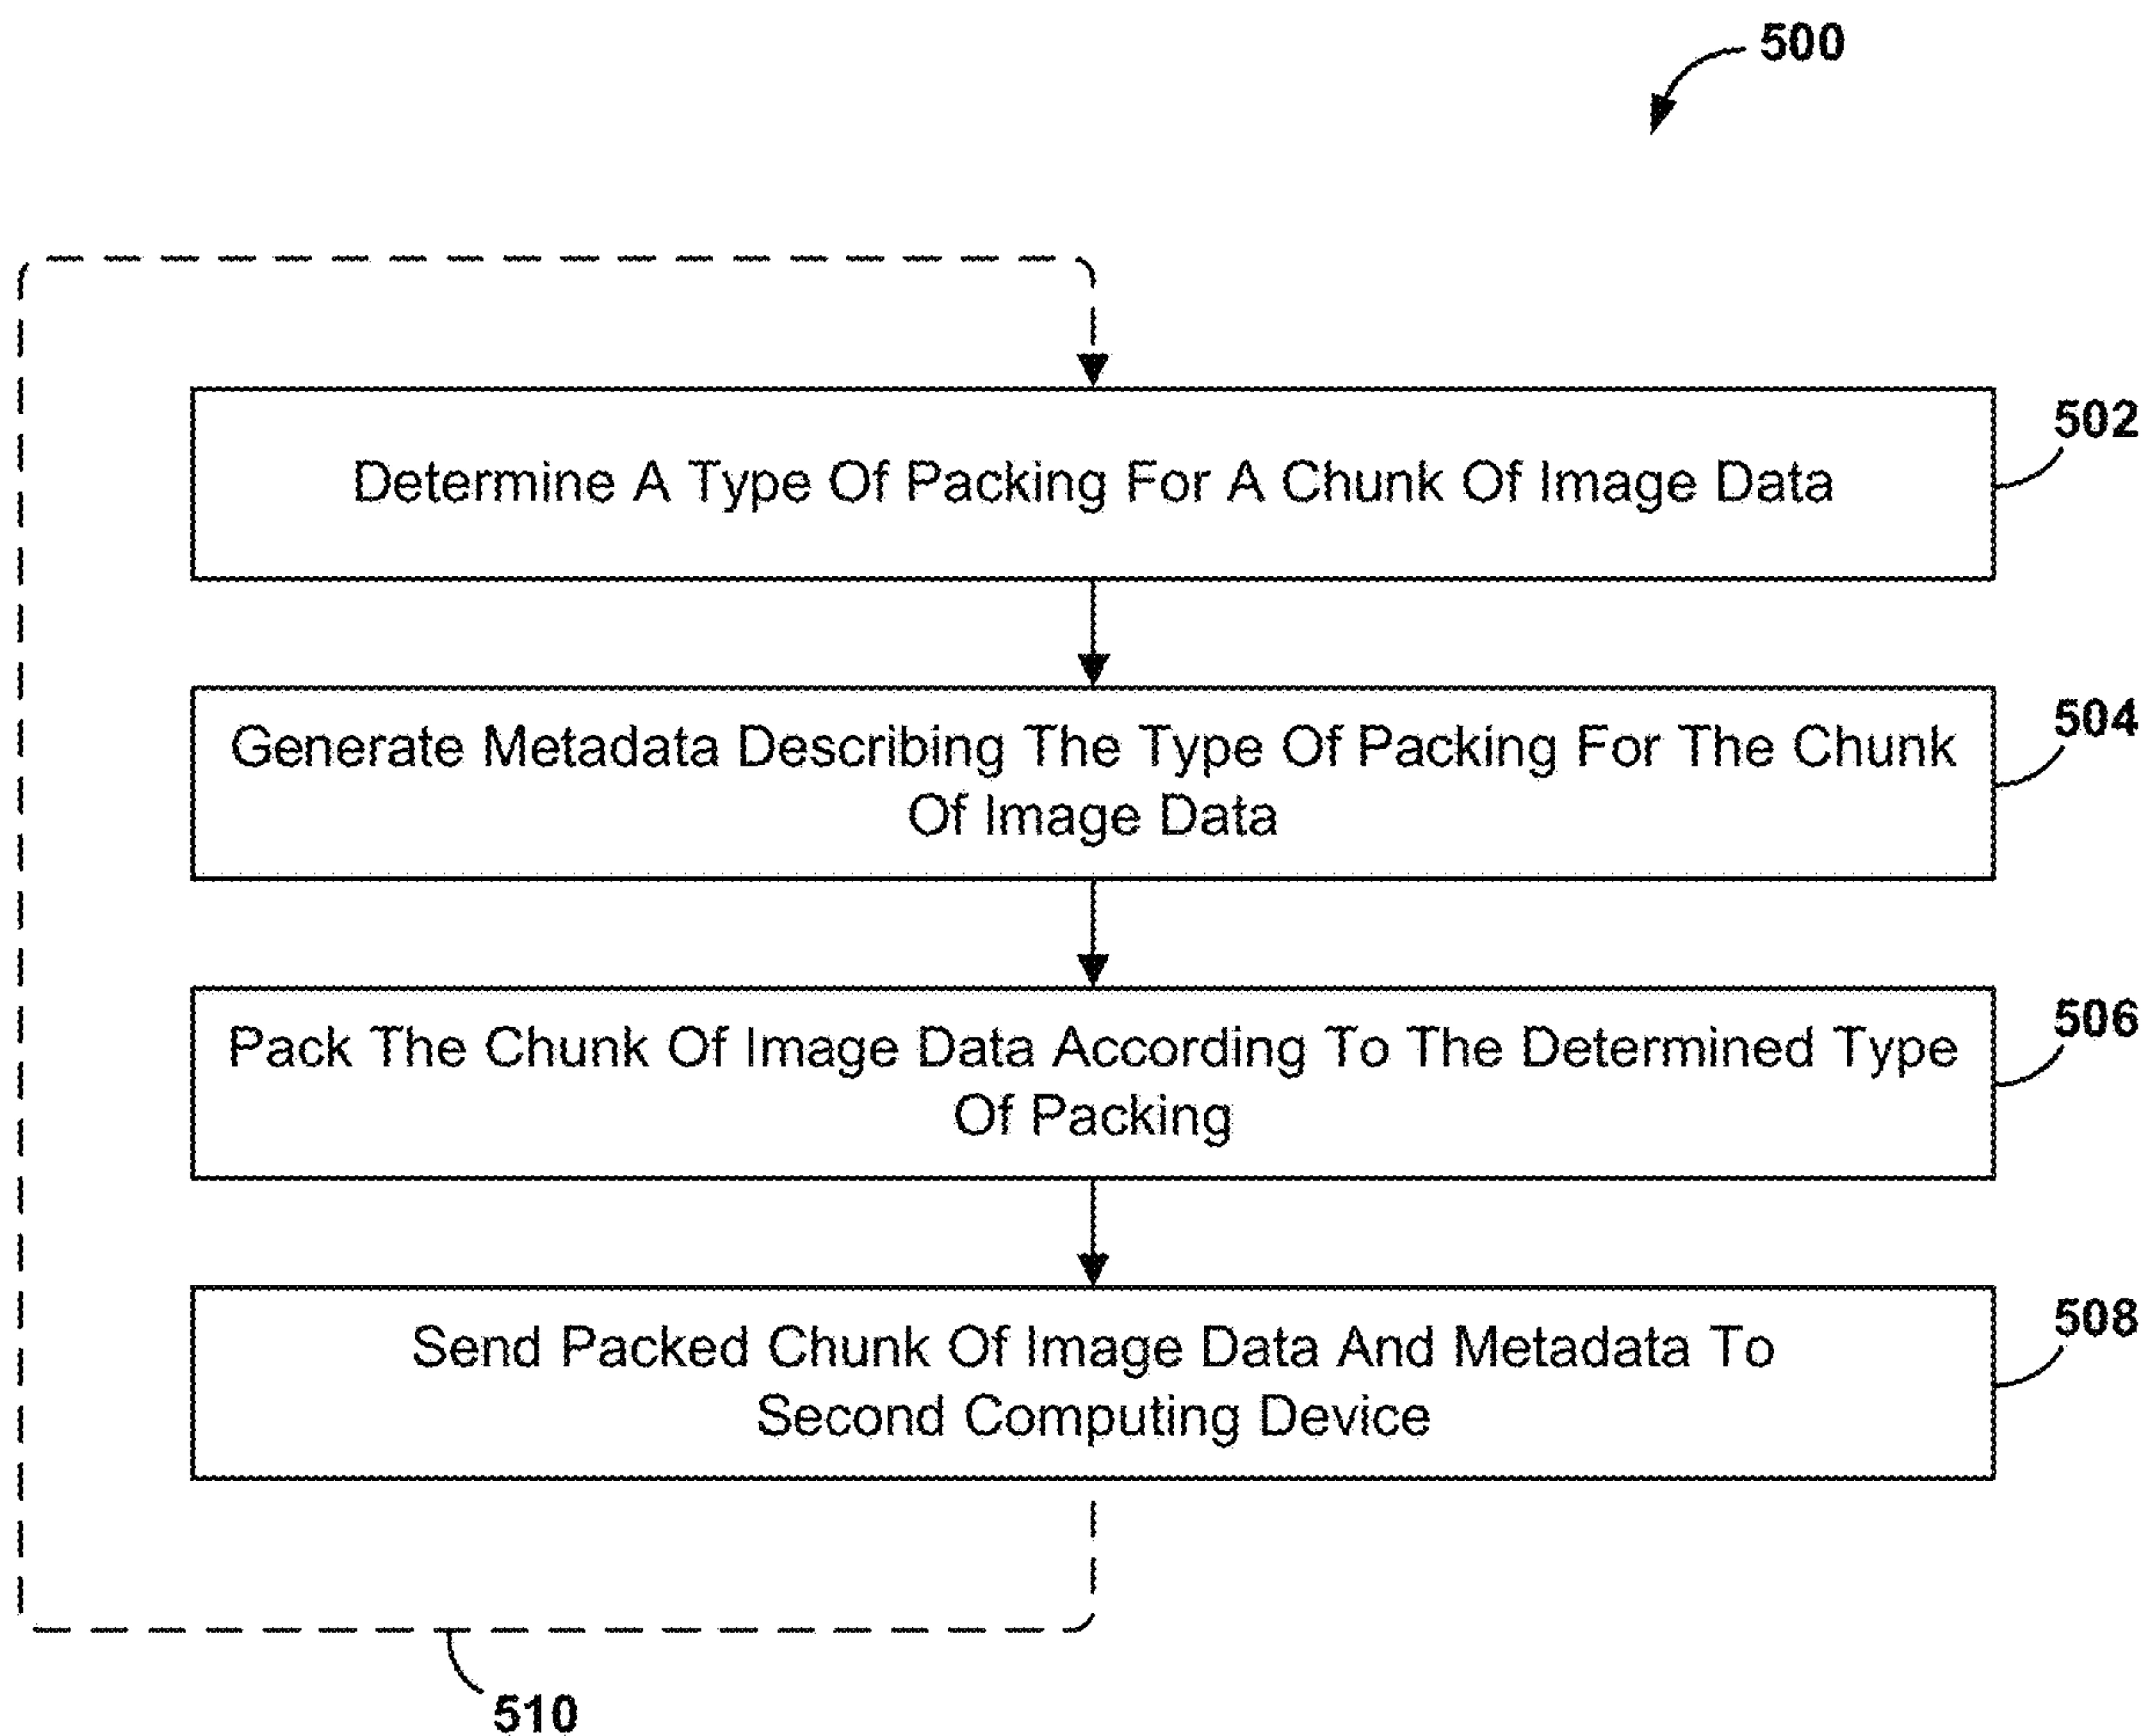 500
Determine A Type Of Packing For A Chunk Of Image Data
502
Generate Metadata Describing The Type Of Packing For The Chunk
Of Image Data
504
Pack The Chunk Of Image Data According To The Determined Type
Of Packing
506
Send Packed Chunk Of Image Data And Metadata To
Second Computing Device
508
510